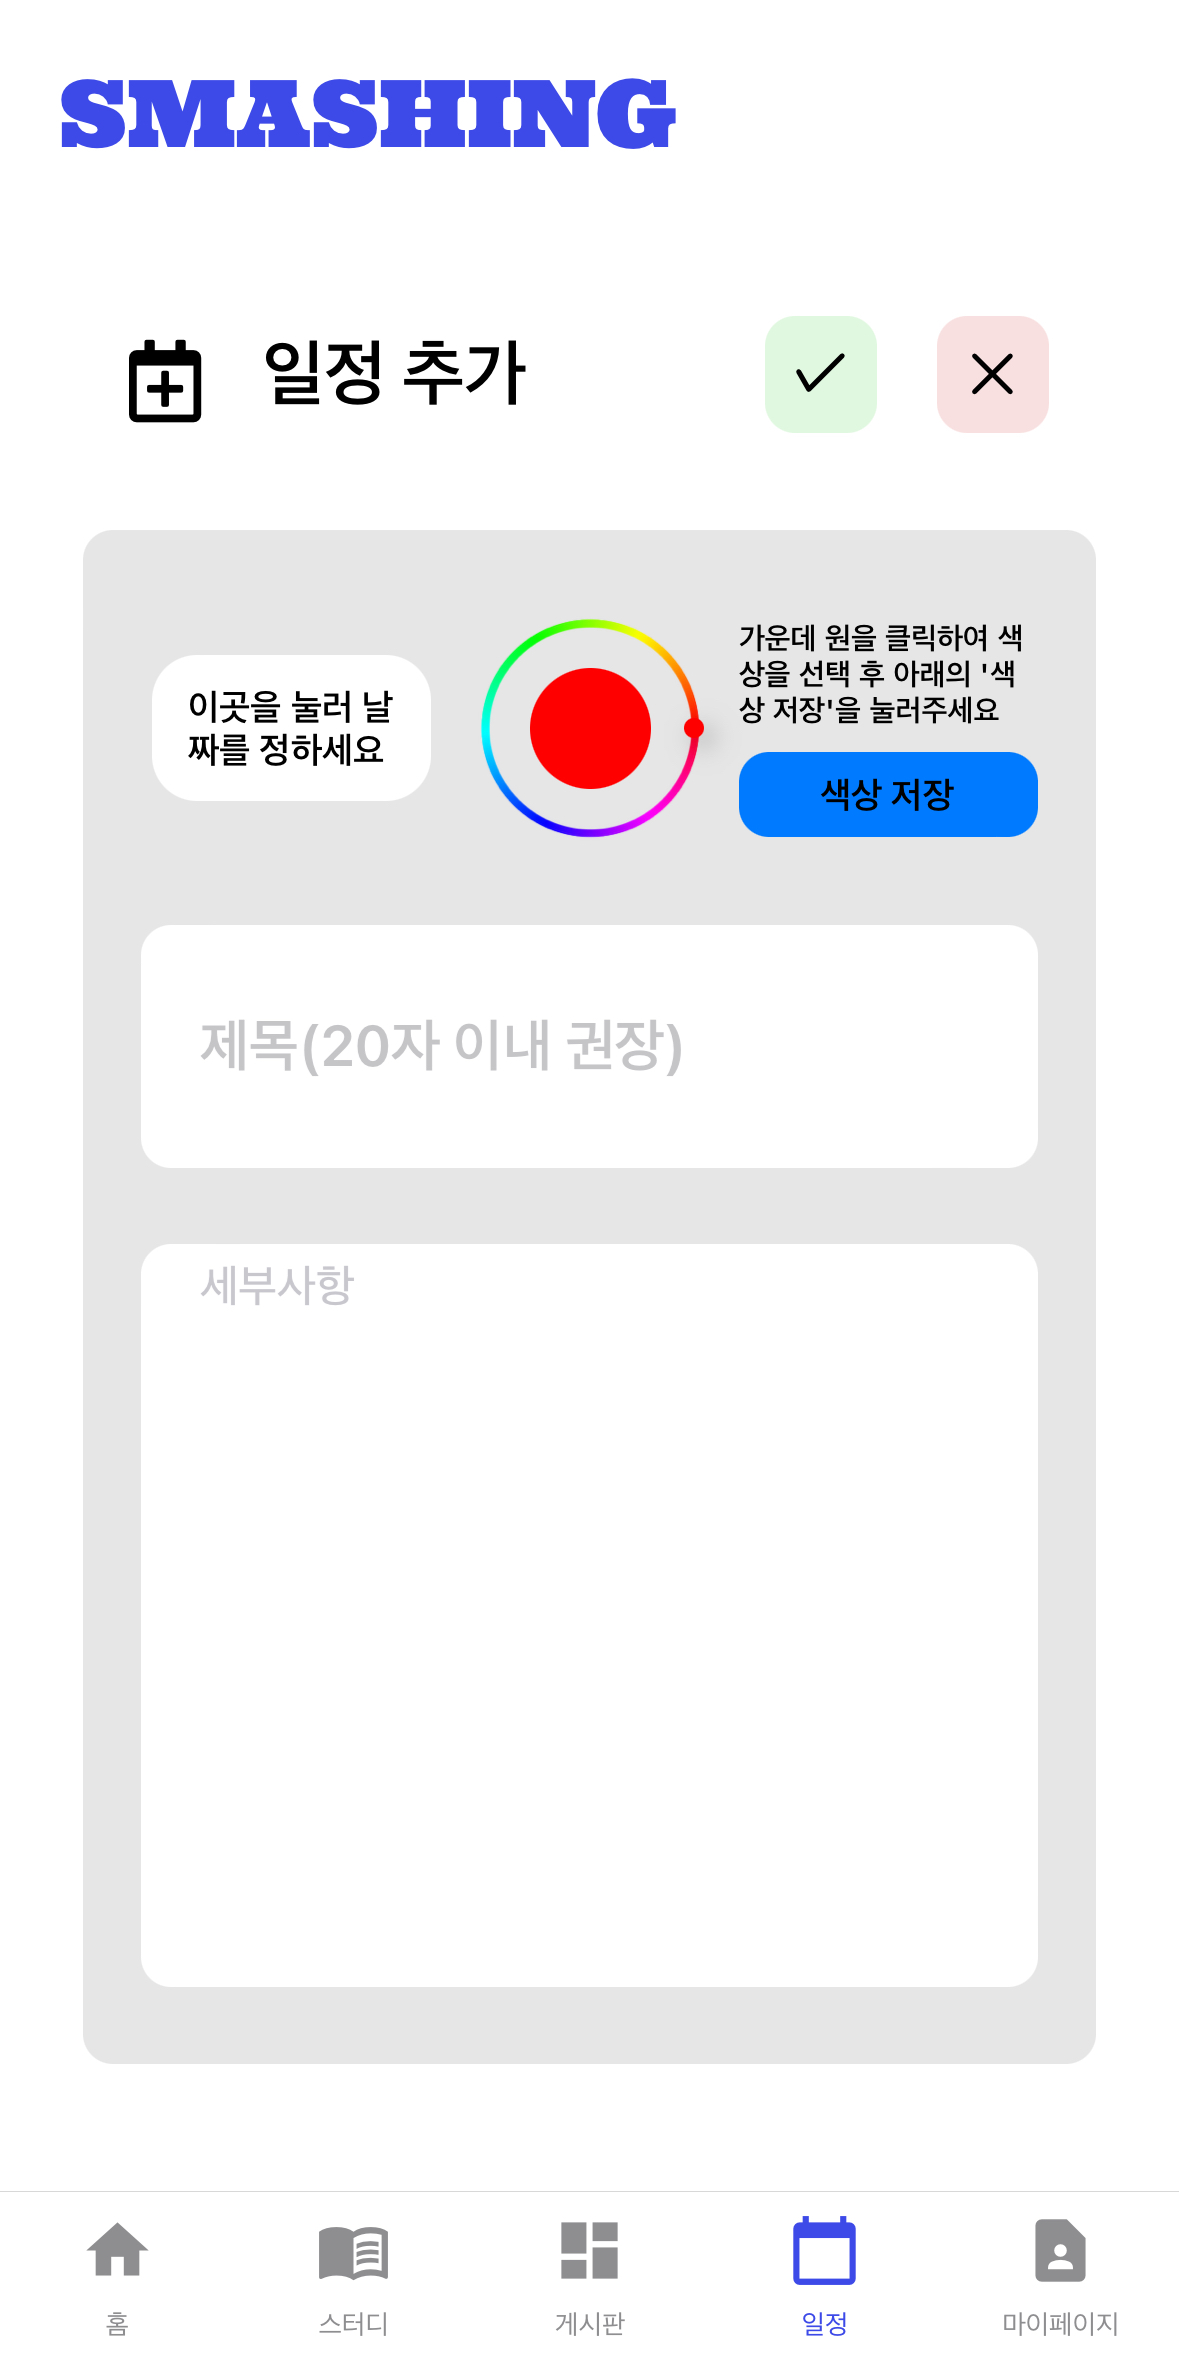 SMASHING
일정 추가
이곳을 눌러 날
짜를 정하세요
가운데 원을 클릭하여 색
상을 선택 후 아래의 '색
상 저장'을 눌러주세요
색상 저장
제목(20자 이내 권장)
세부사항
홈
스터디
게시판
일정
마이페이지